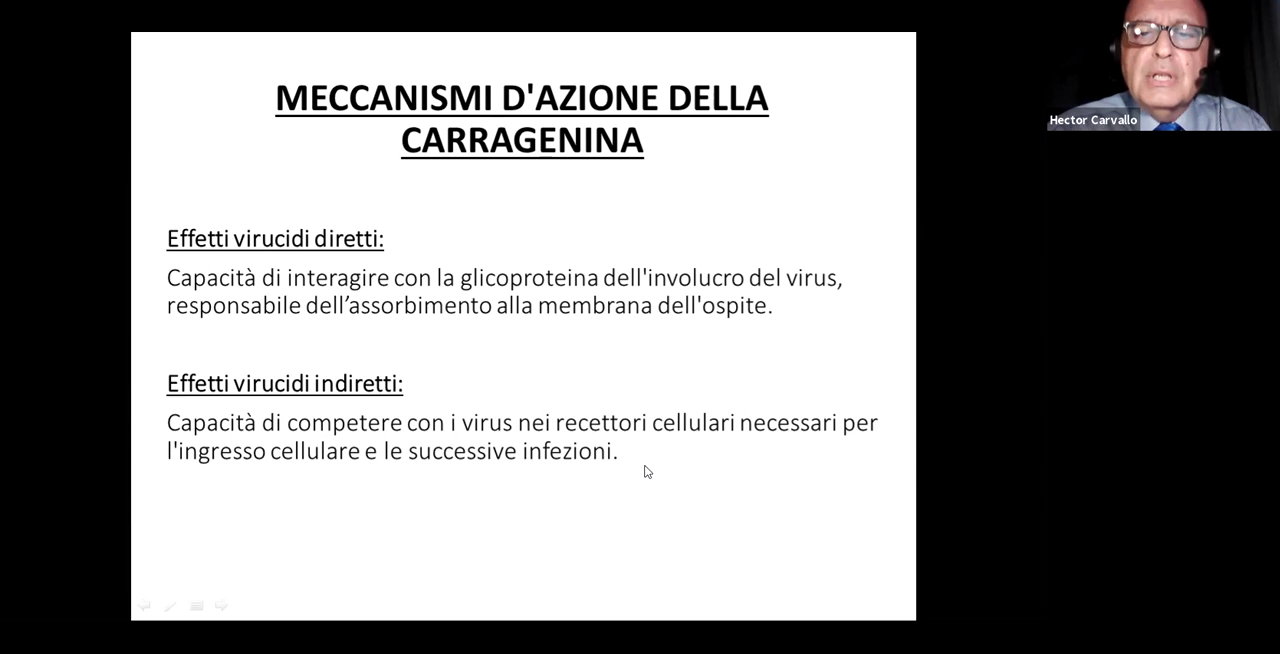 MECCANISMI D'AZIONE DELLA
CARRAGENINA
Effetti virucidi diretti:
Capacità di interagire con la glicoproteina dell'involucro del virus,
responsabile dell’assorbimento alla membrana dell'ospite.
Effetti virucidi indiretti:
Capacità di competere con i virus nei recettori cellulari necessari per
l'ingresso cellulare e le successive infezioni.
Hector Carvallo